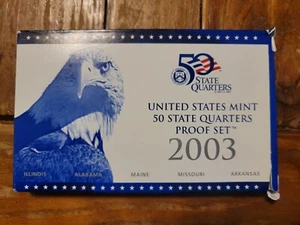 50
STATE
QUARTERS
UNITED STATES MINT
50 STATE QUARTERS
PROOF SET™
2003
ILLINOIS ALABAMA MAINE MISSOURI ARKANSAS